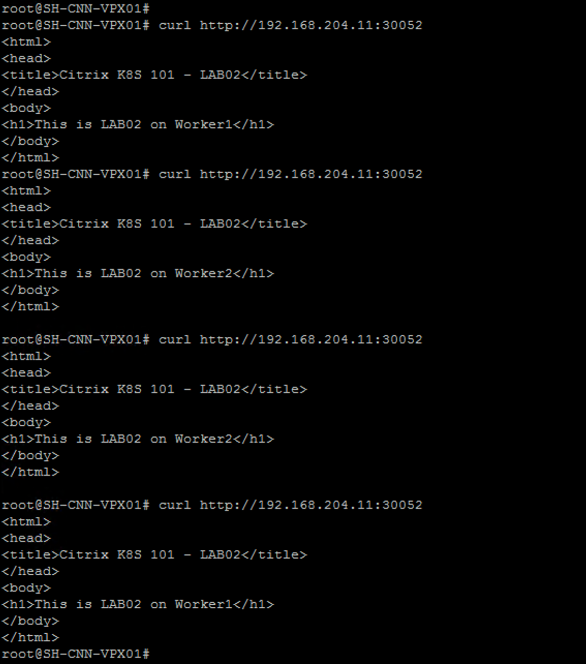 root@SH-CNN-VPX01#
root@SH-CNN-VPX01# curl http://192.168.204.11:30052
<html>
<head>
<title>Citrix K8S 101 - LAB02</title>
</head>
<body>
<h1>This is LAB02 on Worker1</h1>
</body>
</html>
root@SH-CNN-VPX01# curl http://192.168.204.11:30052
<html>
<head>
<title>Citrix K8S 101 - LAB02</title>
</head>
<body>
<h1>This is LAB02 on Worker2</h1>
</body>
</html>
root@SH-CNN-VPX01# curl http://192.168.204.11:30052
<html>
<head>
<title>Citrix K8S 101 - LAB02</title>
</head>
<body>
<h1>This is LAB02 on Worker2</h1>
</body>
</html>
root@SH-CNN-VPX01# curl http://192.168.204.11:30052
<html>
<head>
<title>Citrix K8S 101 - LAB02</title>
</head>
<body>
<h1>This is LAB02 on Worker1</h1>
</body>
</html>
root@SH-CNN-VPX01#